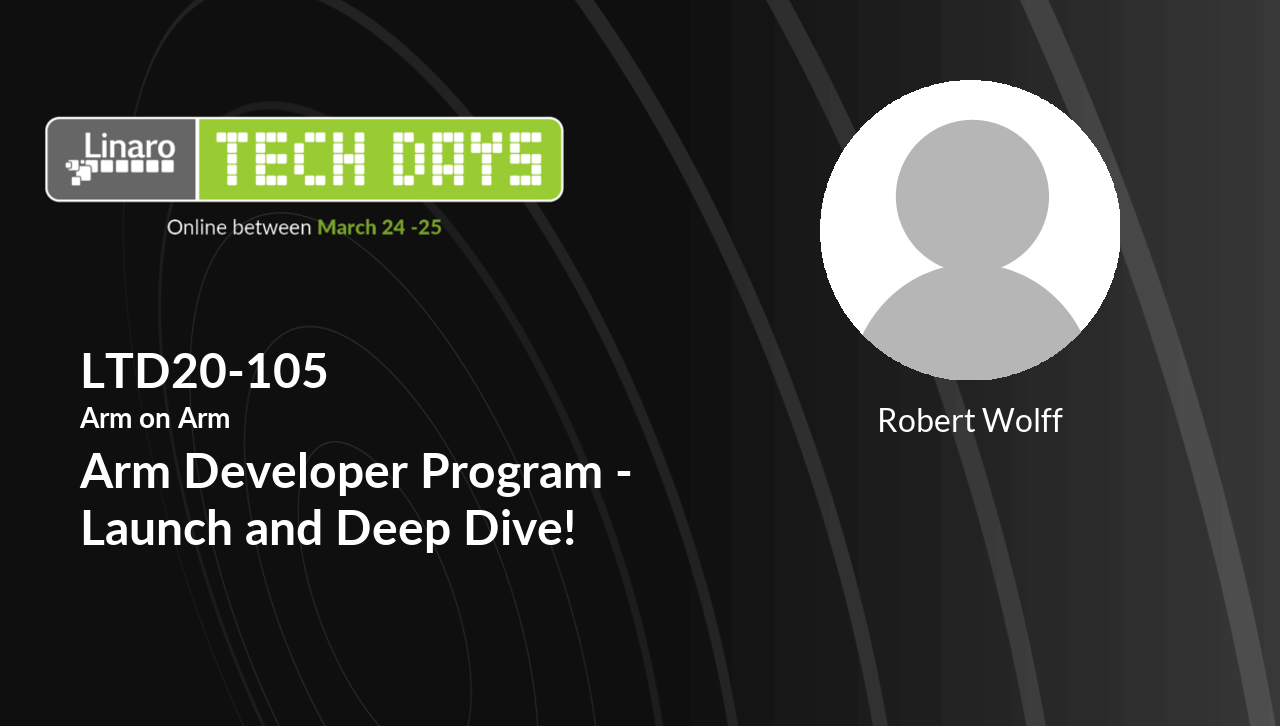 Linaro TECH DAYS
Online between March 24 -25
LTD20-105
Arm on Arm
Arm Developer Program -
Launch and Deep Dive!
Robert Wolff